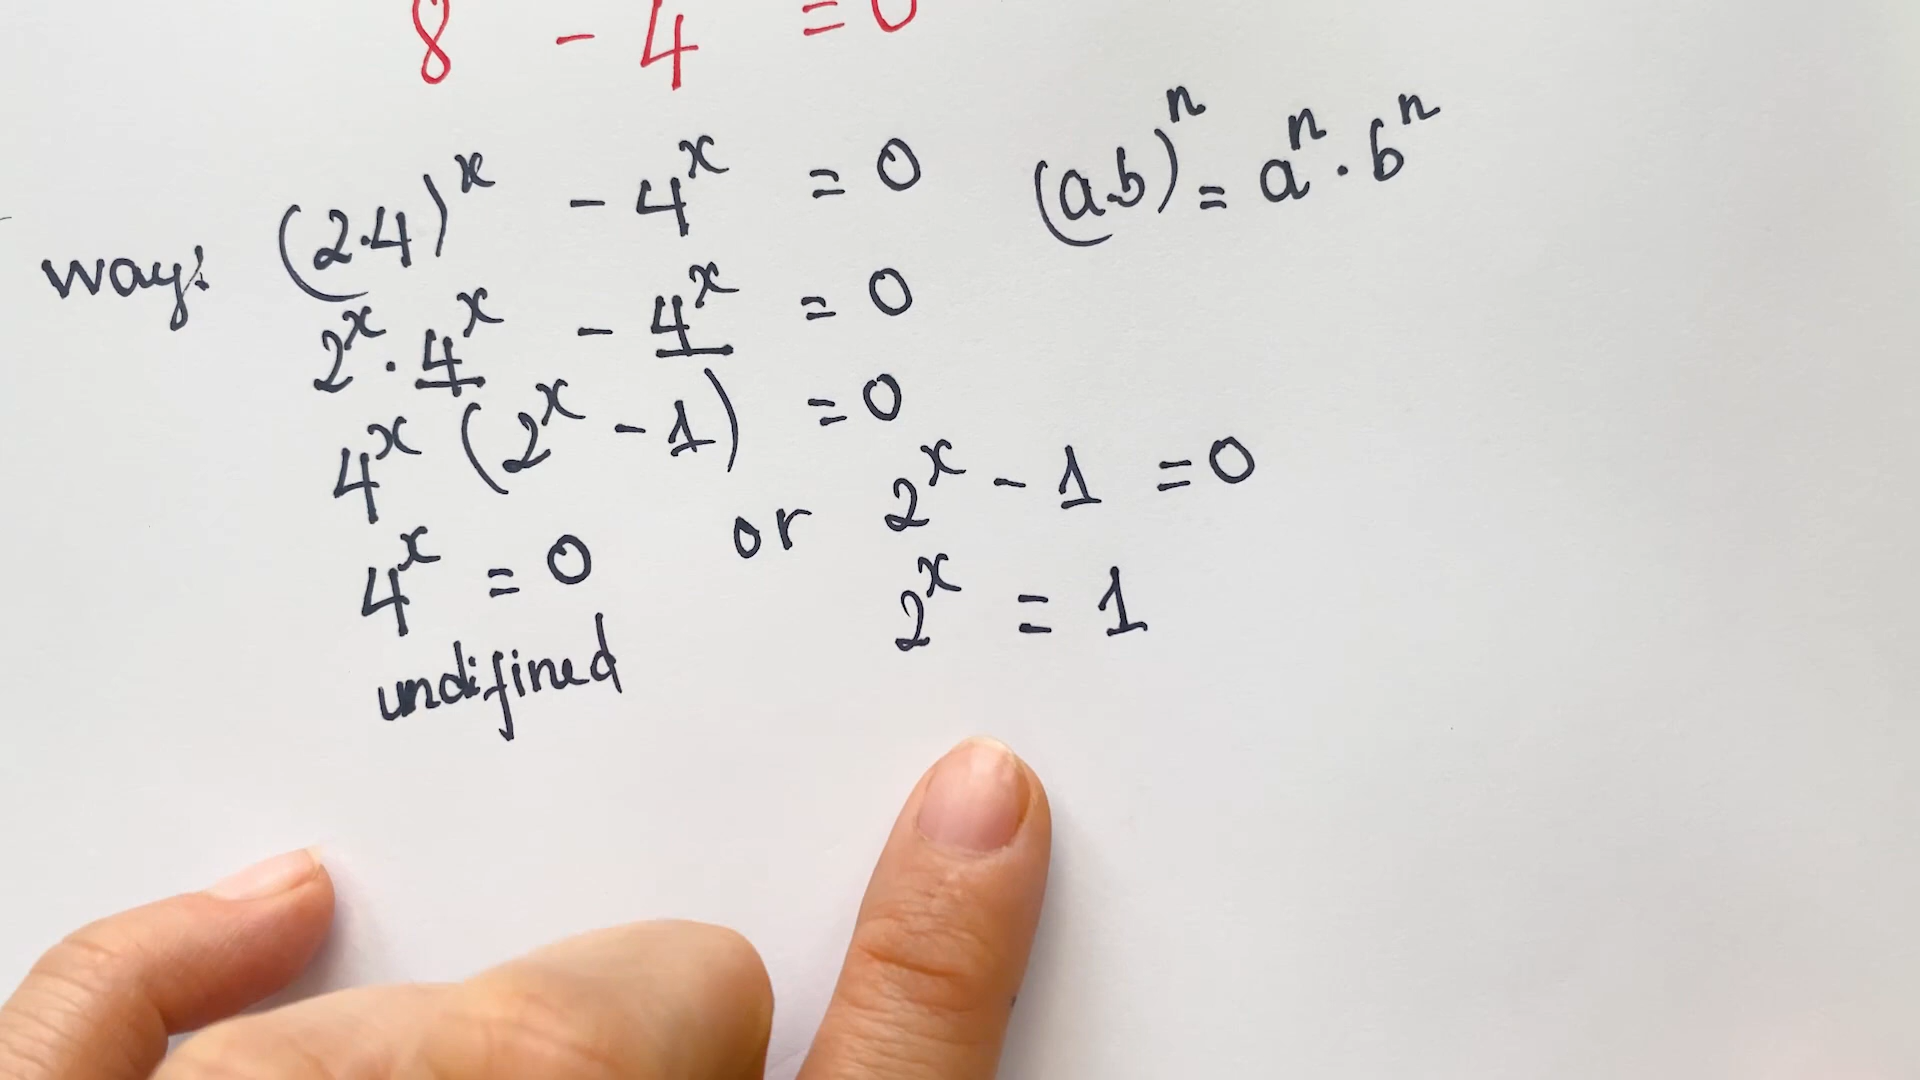 8 - 4 = 0
(2·4)^x - 4^x = 0 (a·b)^n = a^n · b^n
way:
2^x · 4^x - 4^x = 0
4^x (2^x - 1) = 0
4^x = 0 or 2^x - 1 = 0
undifined 2^x = 1